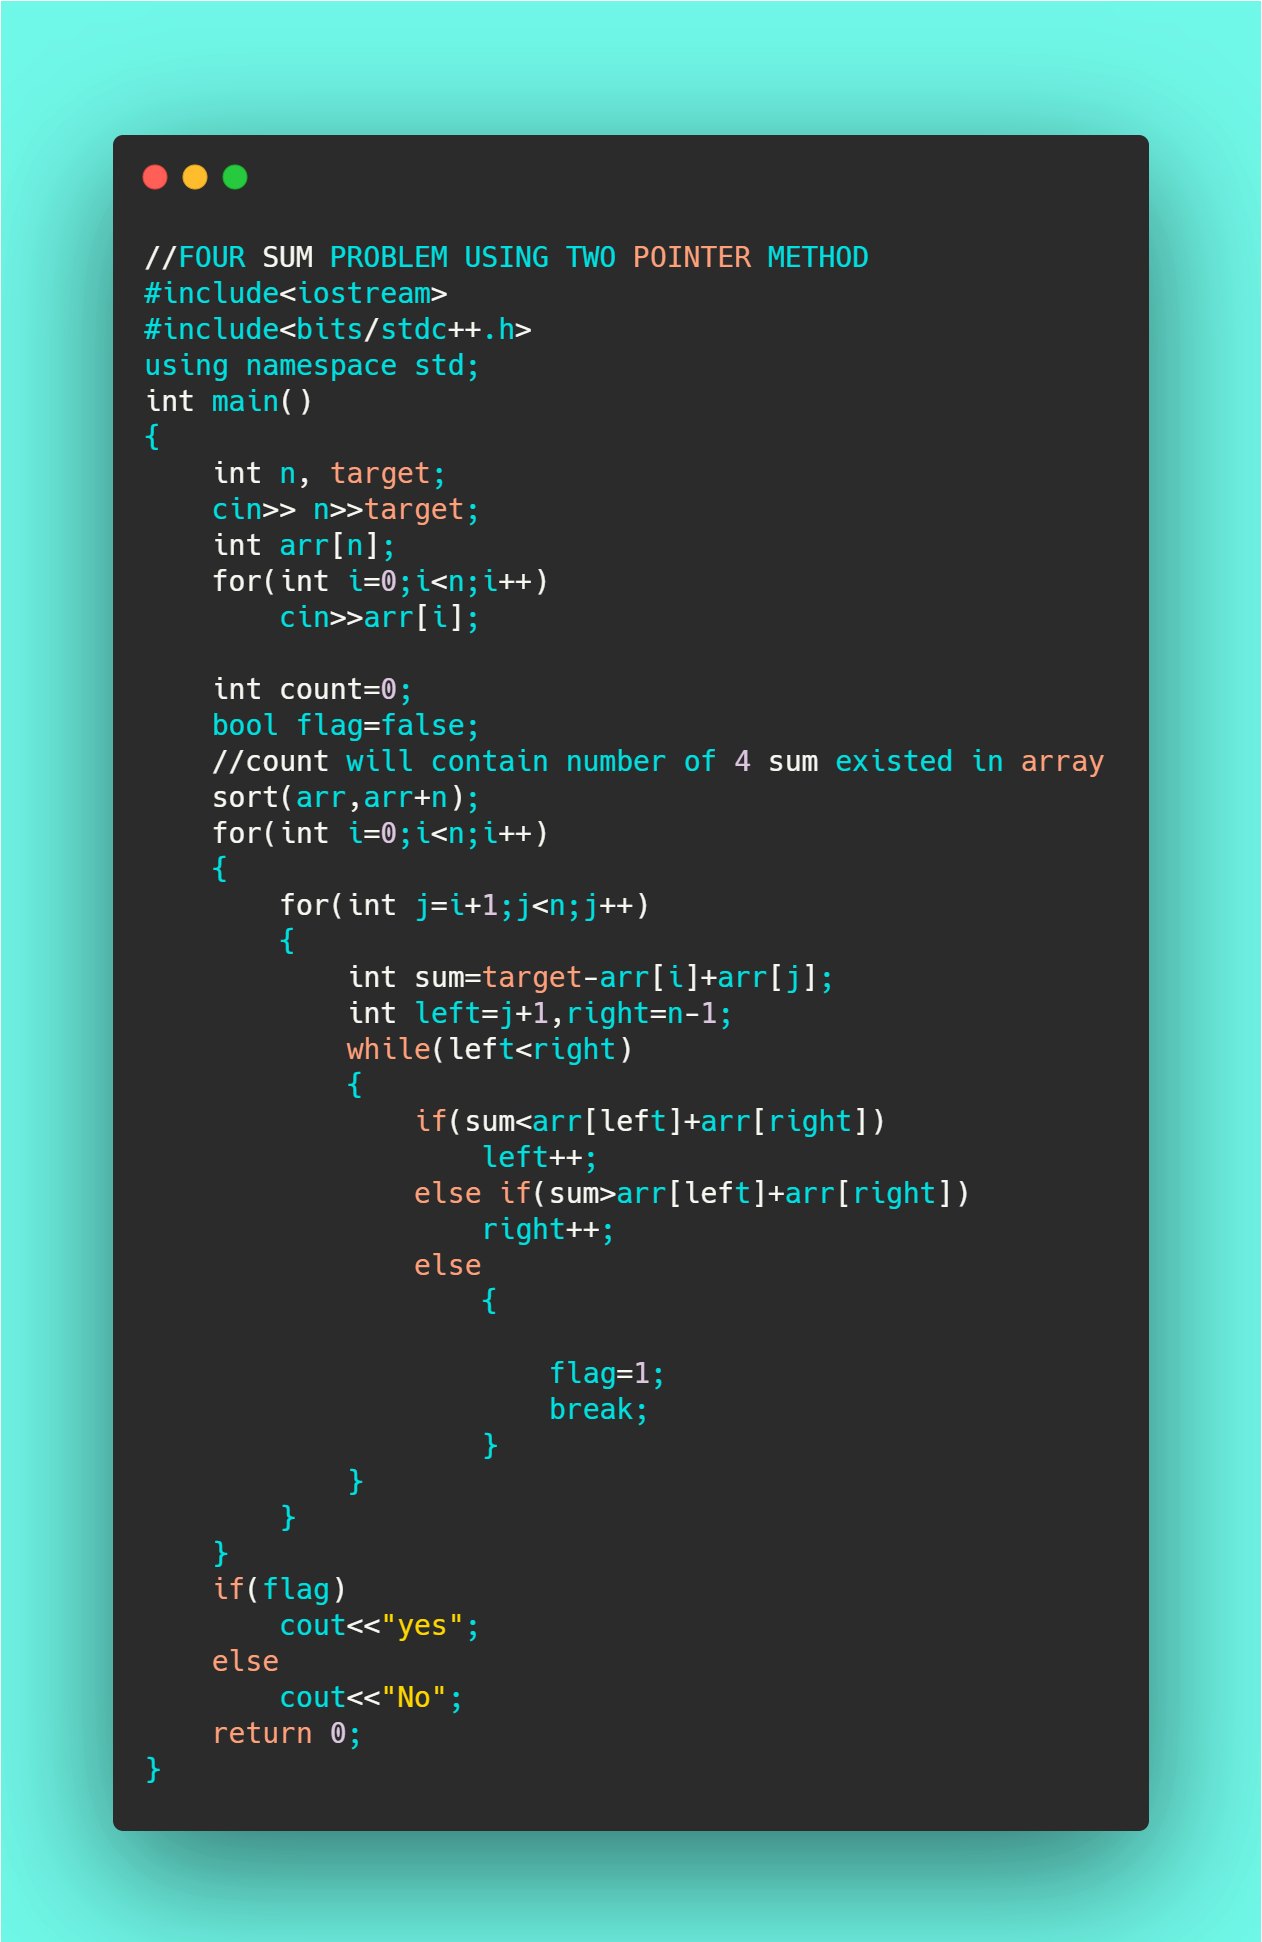 //FOUR SUM PROBLEM USING TWO POINTER METHOD
#include<iostream>
#include<bits/stdc++.h>
using namespace std;
int main()
{
    int n, target;
    cin>> n>>target;
    int arr[n];
    for(int i=0;i<n;i++)
        cin>>arr[i];

    int count=0;
    bool flag=false;
    //count will contain number of 4 sum existed in array
    sort(arr,arr+n);
    for(int i=0;i<n;i++)
    {
        for(int j=i+1;j<n;j++)
        {
            int sum=target-arr[i]+arr[j];
            int left=j+1,right=n-1;
            while(left<right)
            {
                if(sum<arr[left]+arr[right])
                    left++;
                else if(sum>arr[left]+arr[right])
                    right++;
                else
                    {

                        flag=1;
                        break;
                    }
            }
        }
    }
    if(flag)
        cout<<"yes";
    else
        cout<<"No";
    return 0;
}